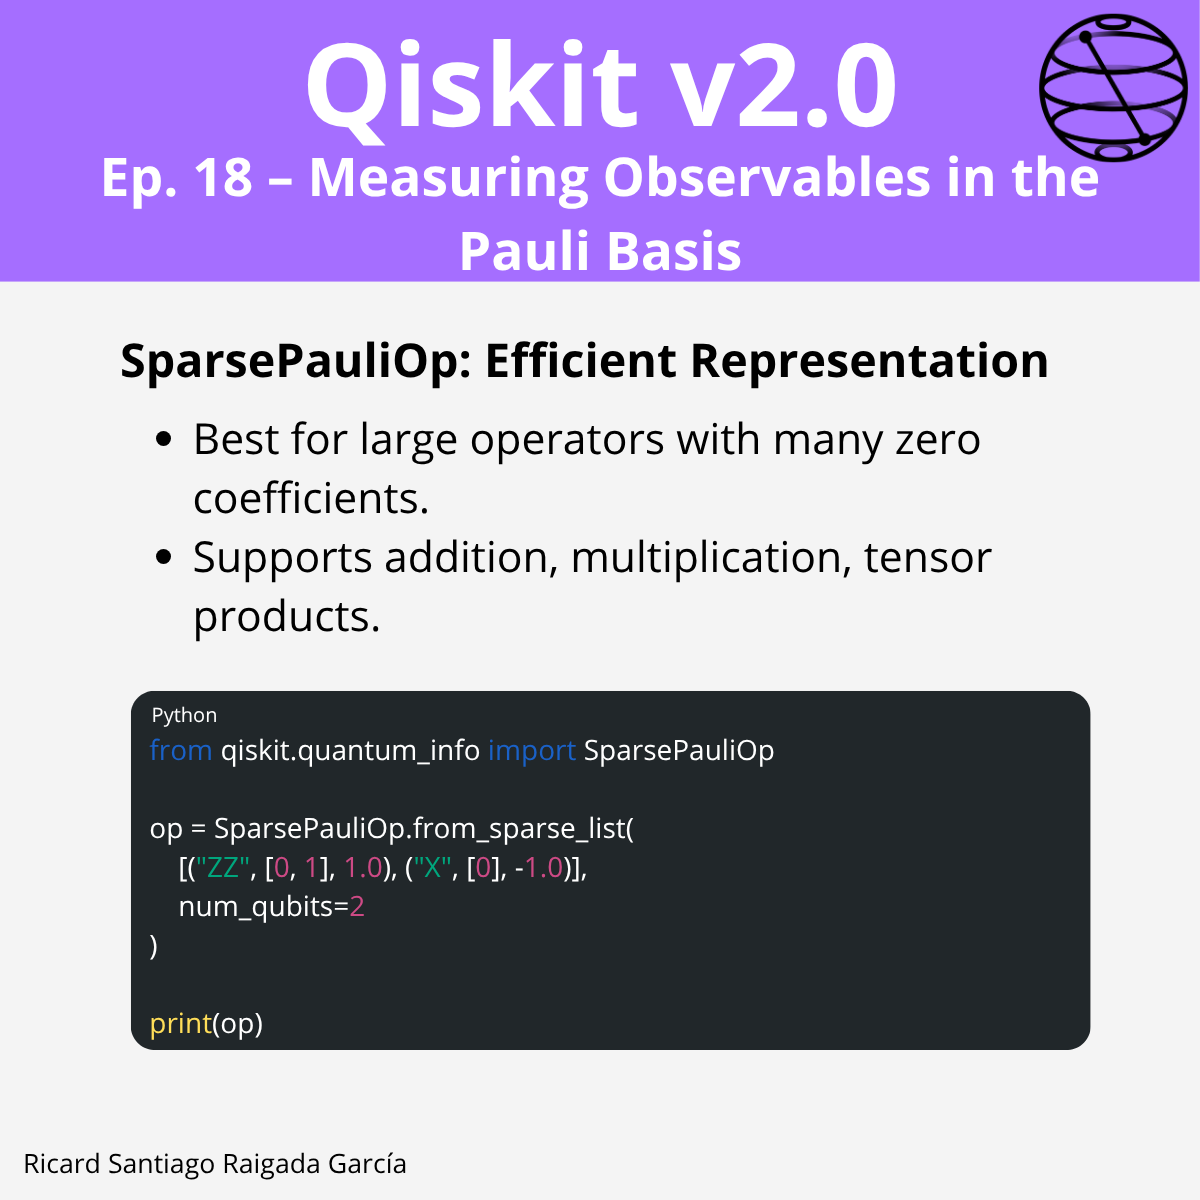 Qiskit v2.0
Ep. 18 – Measuring Observables in the
Pauli Basis
SparsePauliOp: Efficient Representation
• Best for large operators with many zero
coefficients.
• Supports addition, multiplication, tensor
products.
Python
from qiskit.quantum_info import SparsePauliOp
op = SparsePauliOp.from_sparse_list(
    [("ZZ", [0, 1], 1.0), ("X", [0], -1.0)],
    num_qubits=2
)
print(op)
Ricard Santiago Raigada García